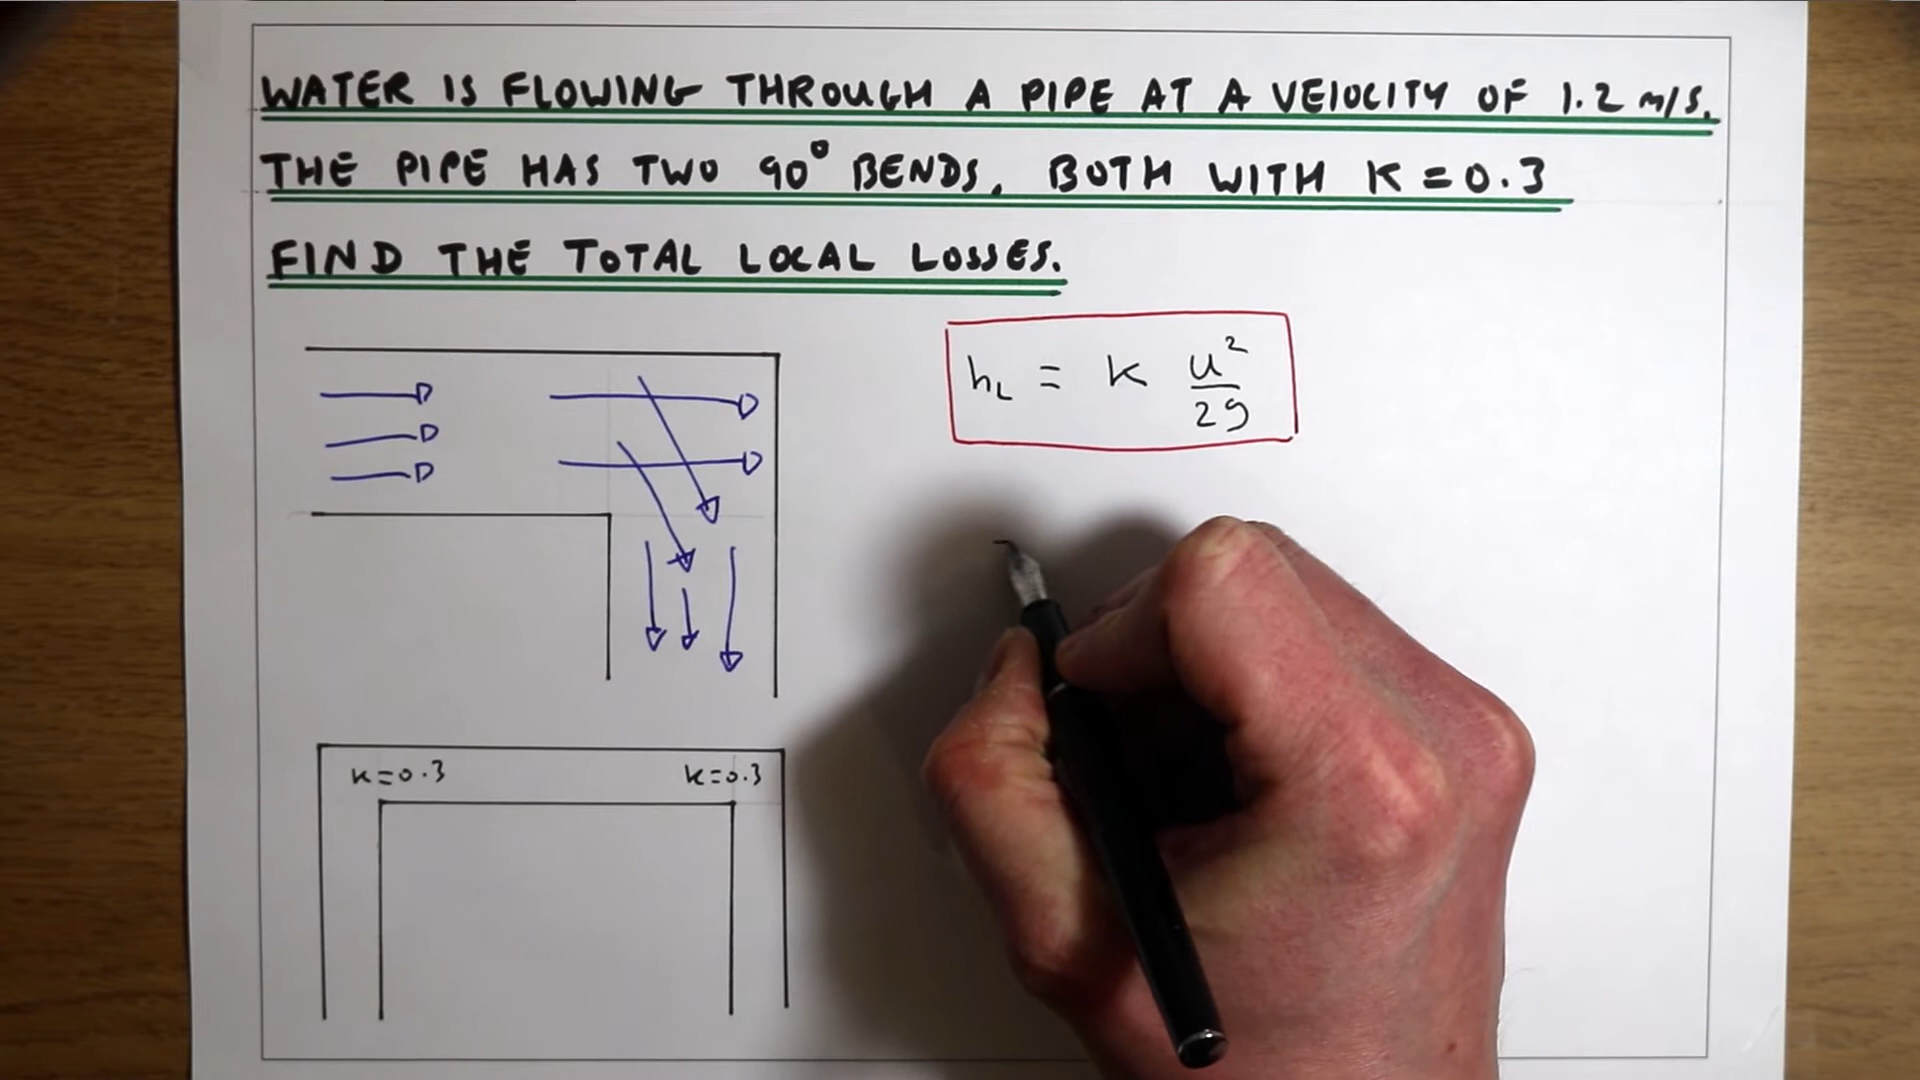 WATER IS FLOWING THROUGH A PIPE AT A VELOCITY OF 1.2 m/s.
THE PIPE HAS TWO 90° BENDS, BOTH WITH K = 0.3
FIND THE TOTAL LOCAL LOSSES.
h_L = K u²/2g
K=0.3
K=0.3